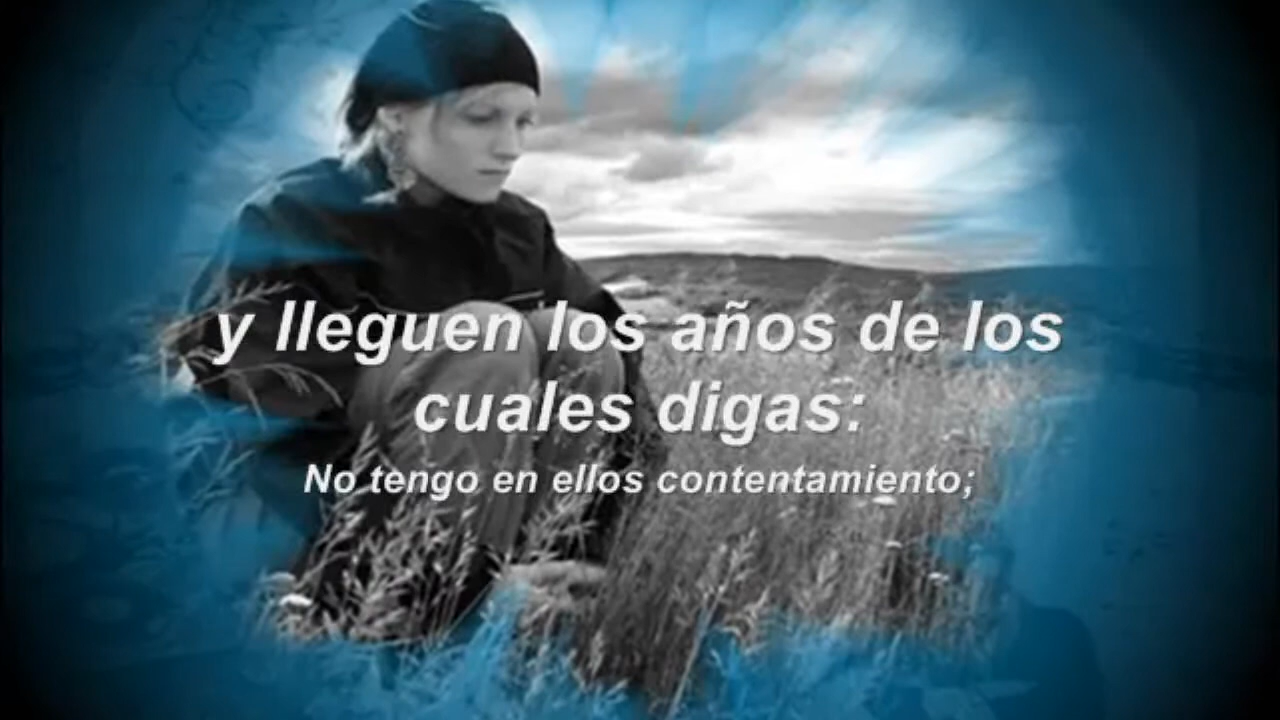 y lleguen los años de los
cuales digas:
No tengo en ellos contentamiento;